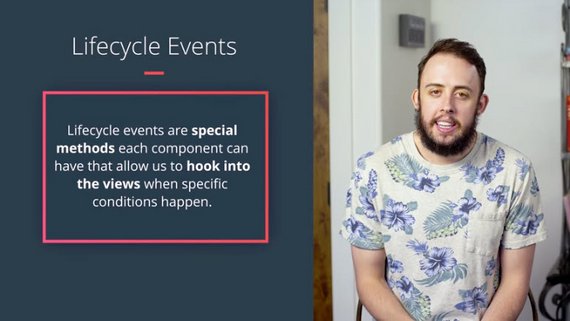 Lifecycle Events
Lifecycle events are special
methods each component can
have that allow us to hook into
the views when specific
conditions happen.